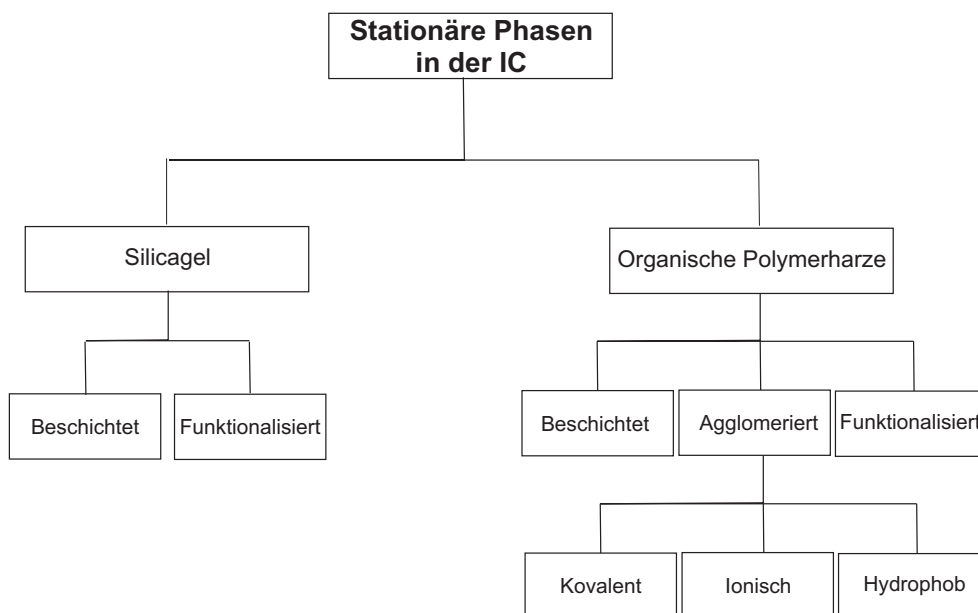 Stationäre Phasen
in der IC
Silicagel
Organische Polymerharze
Beschichtet
Funktionalisiert
Beschichtet
Agglomeriert
Funktionalisiert
Kovalent
Ionisch
Hydrophob